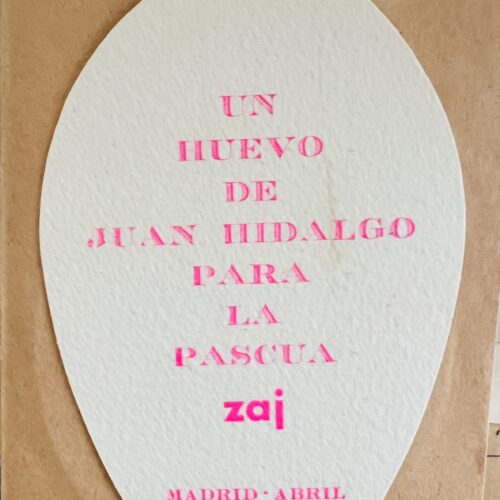 UN
HUEVO
DE
JUAN HIDALGO
PARA
LA
PASCUA
zaj
MADRID - ABRIL